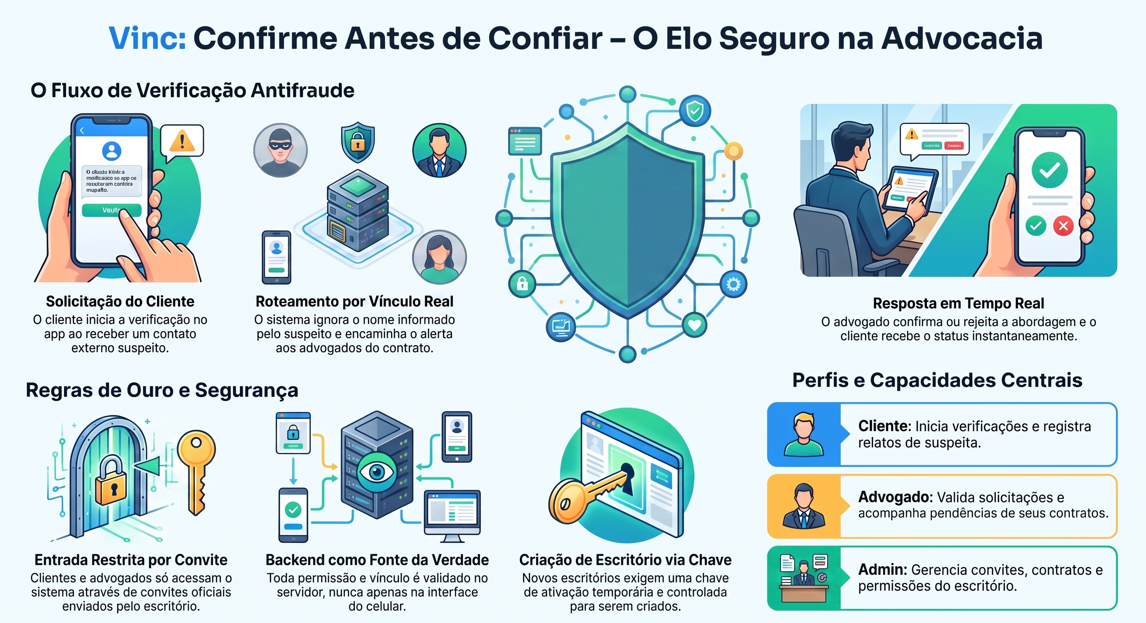 Vinc: Confirme Antes de Confiar – O Elo Seguro na Advocacia
O Fluxo de Verificação Antifraude
Solicitação do Cliente
O cliente inicia a verificação no
app ao receber um contato
externo suspeito.
Roteamento por Vínculo Real
O sistema ignora o nome informado
pelo suspeito e encaminha o alerta
aos advogados do contrato.
Resposta em Tempo Real
O advogado confirma ou rejeita a abordagem e o
cliente recebe o status instantaneamente.
Regras de Ouro e Segurança
Entrada Restrita por Convite
Clientes e advogados só acessam o
sistema através de convites oficiais
enviados pelo escritório.
Backend como Fonte da Verdade
Toda permissão e vínculo é validado no
servidor, nunca apenas na interface
do celular.
Criação de Escritório via Chave
Novos escritórios exigem uma chave
de ativação temporária e controlada
para serem criados.
Perfis e Capacidades Centrais
Cliente: Inicia verificações e registra
relatos de suspeita.
Advogado: Valida solicitações e
acompanha pendências de seus contratos.
Admin: Gerencia convites, contratos e
permissões do escritório.